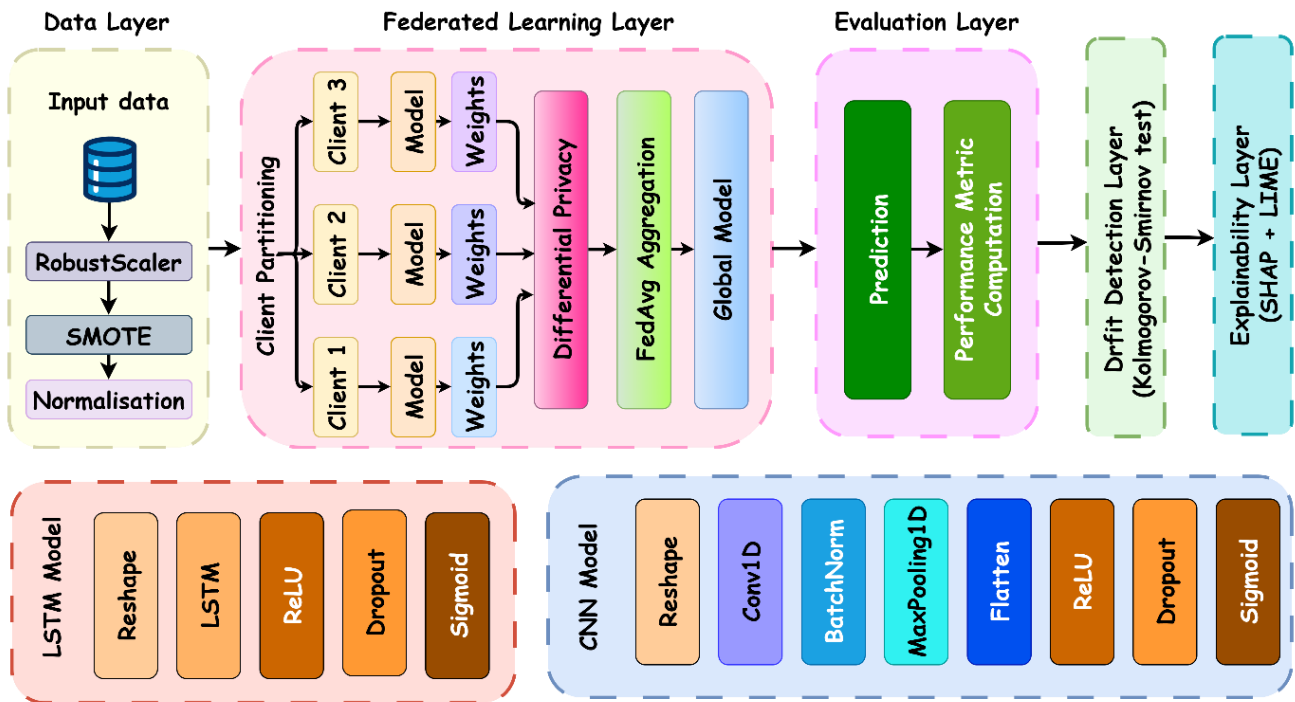 Data Layer
Input data
RobustScaler
SMOTE
Normalisation
Federated Learning Layer
Client Partitioning
Client 3
Model
Weights
Client 2
Model
Weights
Client 1
Model
Weights
Differential Privacy
FedAvg Aggregation
Global Model
Evaluation Layer
Prediction
Performance Metric
Computation
Drfit Detection Layer
(Kolmogorov-Smirnov test)
Explainability Layer
(SHAP + LIME)
LSTM Model
Reshape
LSTM
ReLU
Dropout
Sigmoid
CNN Model
Reshape
Conv1D
BatchNorm
MaxPooling1D
Flatten
ReLU
Dropout
Sigmoid